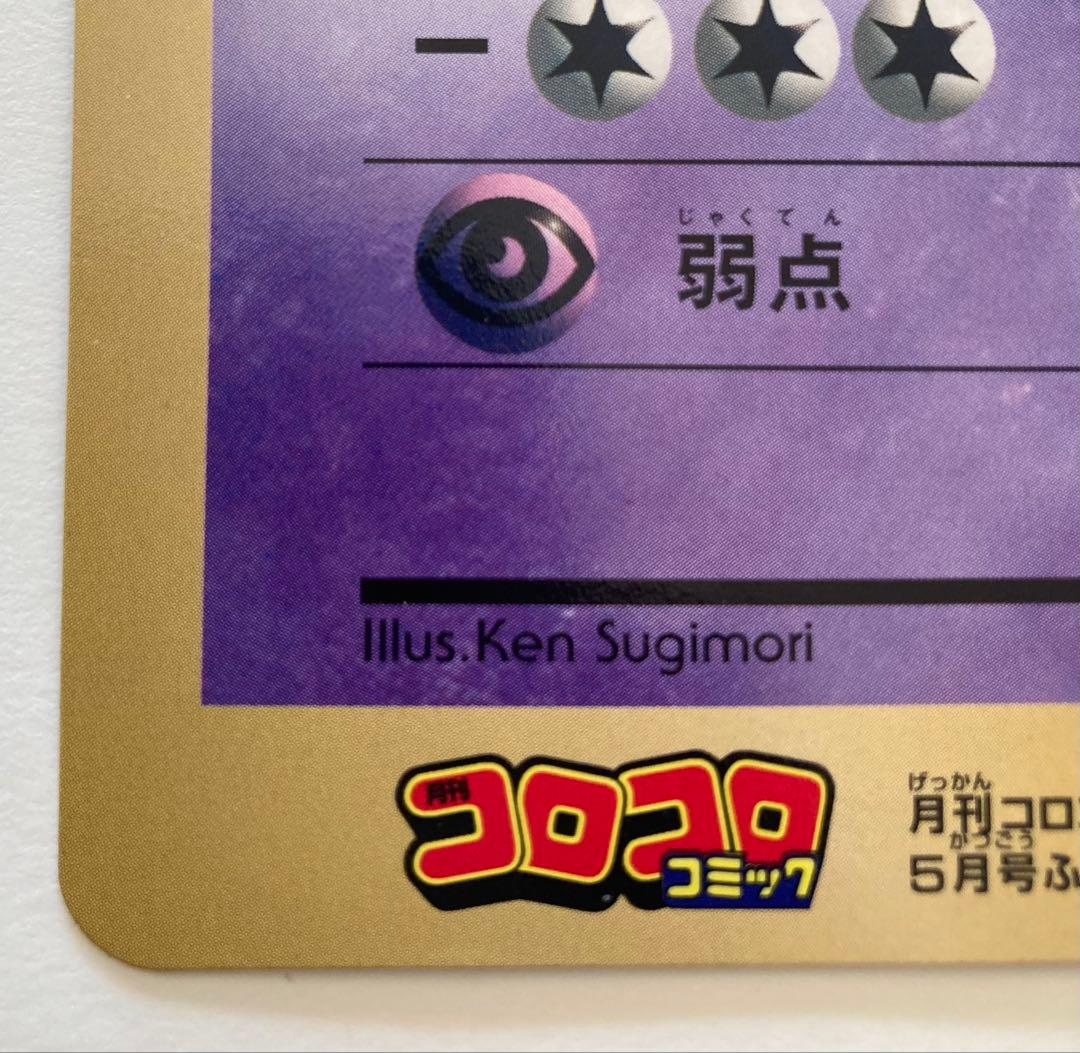 じゃくてん
弱点
Illus.Ken Sugimori
月刊
コロコロ
コミック
げっかん
月刊コロ
がつごう
5月号ふ